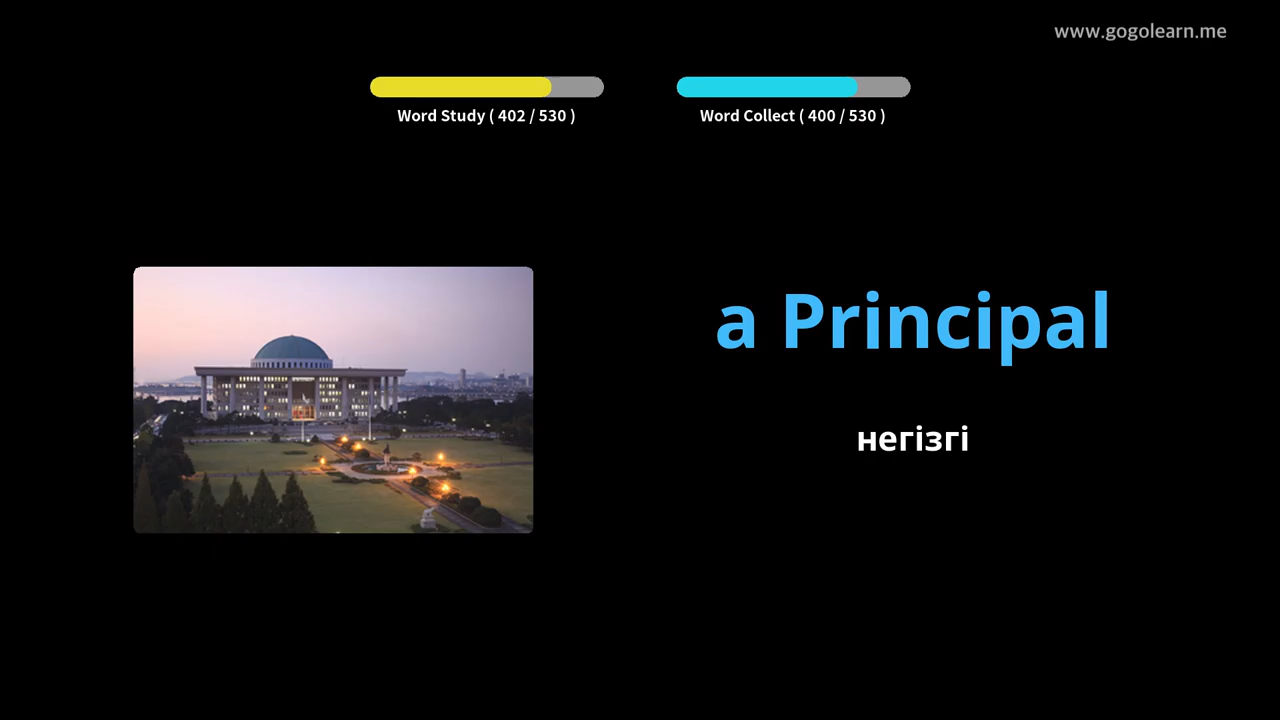 www.gogolearn.me
Word Study ( 402 / 530 )
Word Collect ( 400 / 530 )
a Principal
негізгі